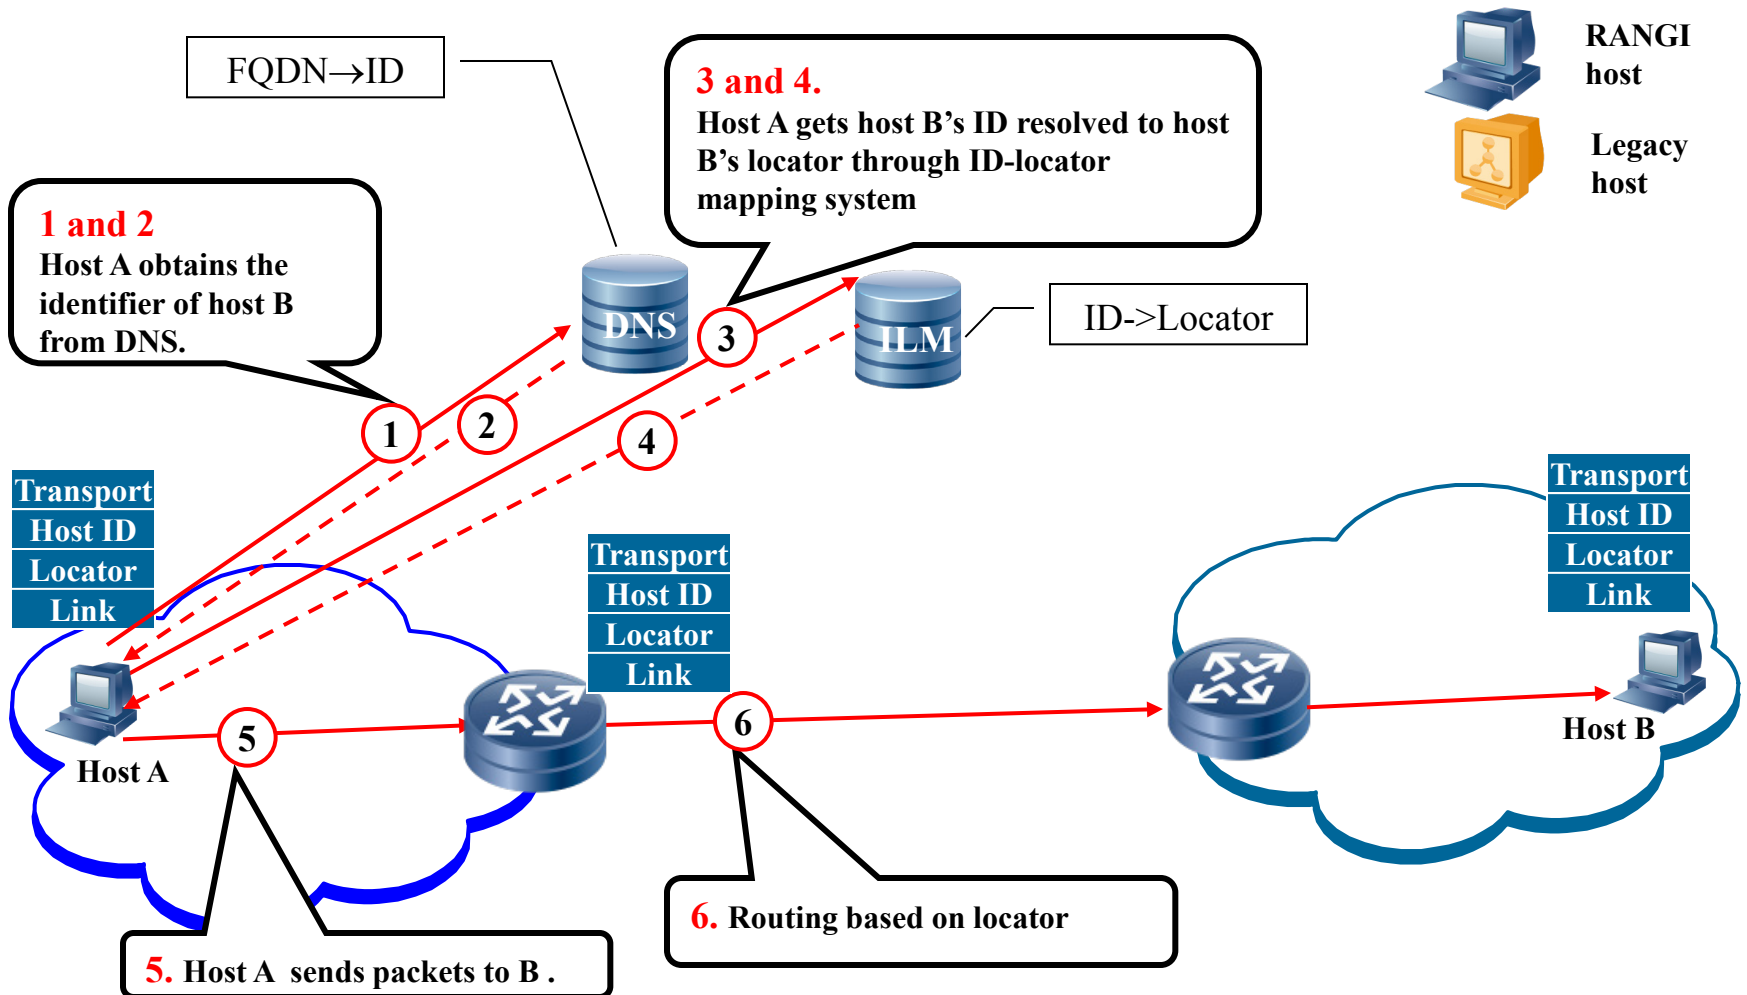 FQDN→ID
3 and 4.
Host A gets host B’s ID resolved to host
B’s locator through ID-locator
mapping system
RANGI
host
Legacy
host
1 and 2
Host A obtains the
identifier of host B
from DNS.
DNS
3
ILM
ID->Locator
1
2
4
Transport
Host ID
Locator
Link
Transport
Host ID
Locator
Link
Transport
Host ID
Locator
Link
Host A
5
6
Host B
6. Routing based on locator
5. Host A  sends packets to B .